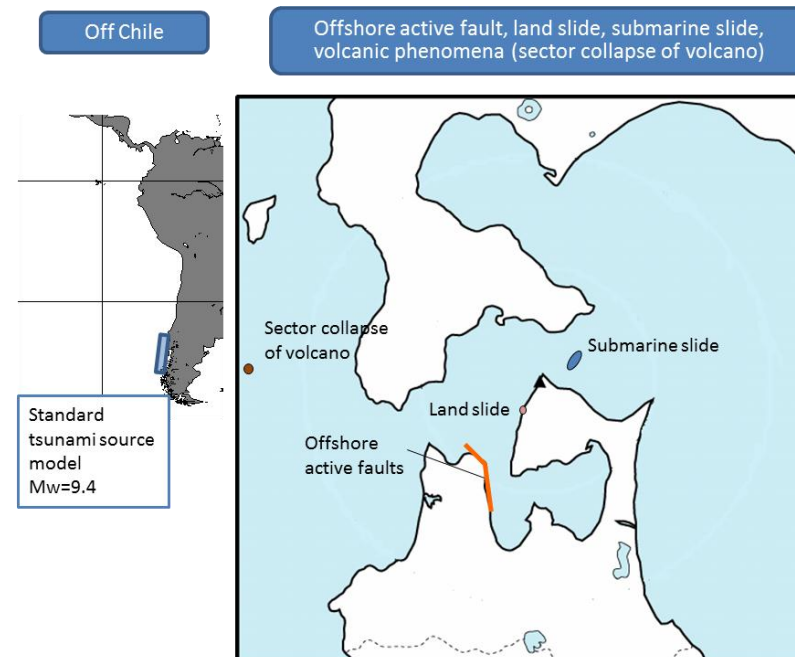 Off Chile
Offshore active fault, land slide, submarine slide,
volcanic phenomena (sector collapse of volcano)
Sector collapse
of volcano
Submarine slide
Land slide
Offshore
active faults
Standard
tsunami source
model
Mw=9.4